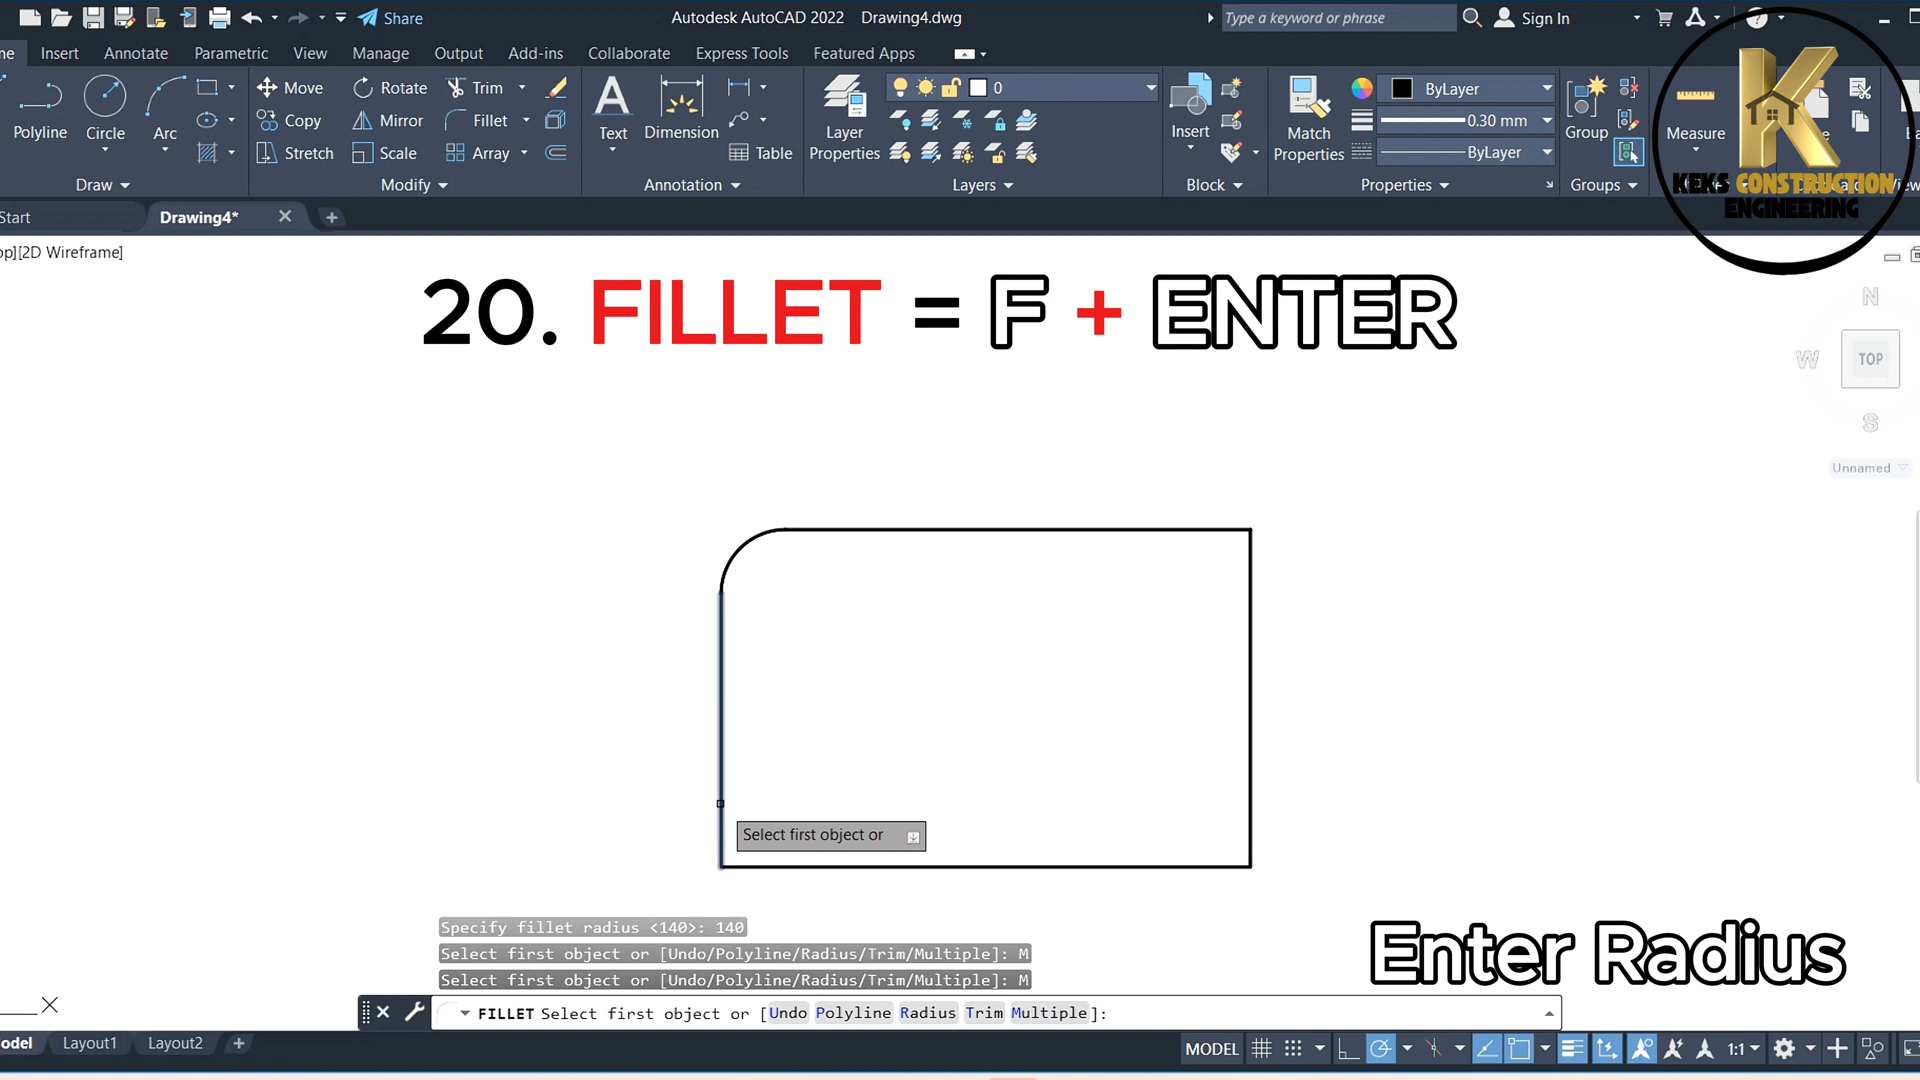 Share
Autodesk AutoCAD 2022 Drawing4.dwg
Type a keyword or phrase
Sign In
me Insert Annotate Parametric View Manage Output Add-ins Collaborate Express Tools Featured Apps
Polyline Circle Arc
Draw
Move Rotate Trim
Copy Mirror Fillet
Stretch Scale Array
Modify
Text Dimension Table
Annotation
Layer Properties
0
Layers
Insert
Block
Match Properties
ByLayer
0.30 mm
ByLayer
Properties
Group
Groups
Measure
KEKS CONSTRUCTION
ENGINEERING
Start Drawing4*
op][2D Wireframe]
20. FILLET = F + ENTER
N
W TOP
S
Unnamed
Select first object or
Specify fillet radius <140>: 140
Select first object or [Undo/Polyline/Radius/Trim/Multiple]: M
Select first object or [Undo/Polyline/Radius/Trim/Multiple]: M
Enter Radius
X
FILLET Select first object or [Undo Polyline Radius Trim Multiple]:
odel Layout1 Layout2
MODEL 1:1